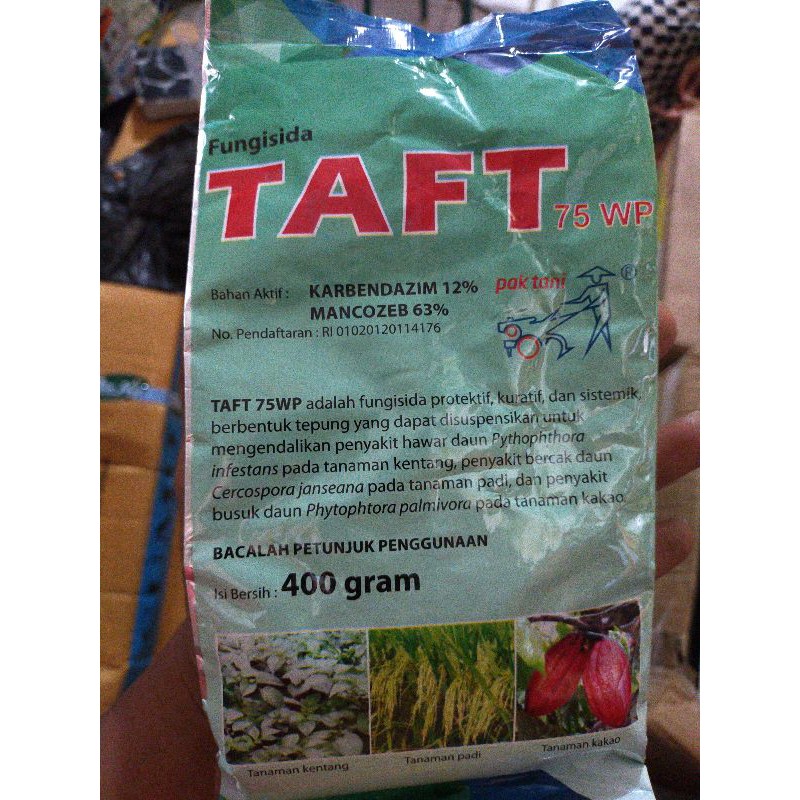 Fungisida
TAFT 75 WP
Bahan Aktif : KARBENDAZIM 12%
MANCOZEB 63%
No. Pendaftaran : RI 01020120114176
pak tani ®
TAFT 75WP adalah fungisida protektif, kuratif, dan sistemik,
berbentuk tepung yang dapat disuspensikan untuk
mengendalikan penyakit hawar daun Pythophthora
infestans pada tanaman kentang, penyakit bercak daun
Cercospora janseana pada tanaman padi, dan penyakit
busuk daun Phytophtora palmivora pada tanaman kakao.
BACALAH PETUNJUK PENGGUNAAN
Isi Bersih : 400 gram
Tanaman kentang
Tanaman padi
Tanaman kakao